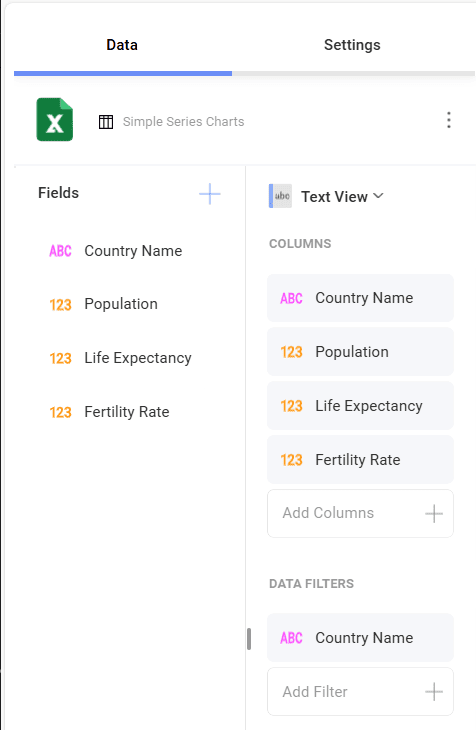 Data Settings
X Simple Series Charts
Fields
ABC Country Name
123 Population
123 Life Expectancy
123 Fertility Rate
abc Text View
COLUMNS
ABC Country Name
123 Population
123 Life Expectancy
123 Fertility Rate
Add Columns
DATA FILTERS
ABC Country Name
Add Filter